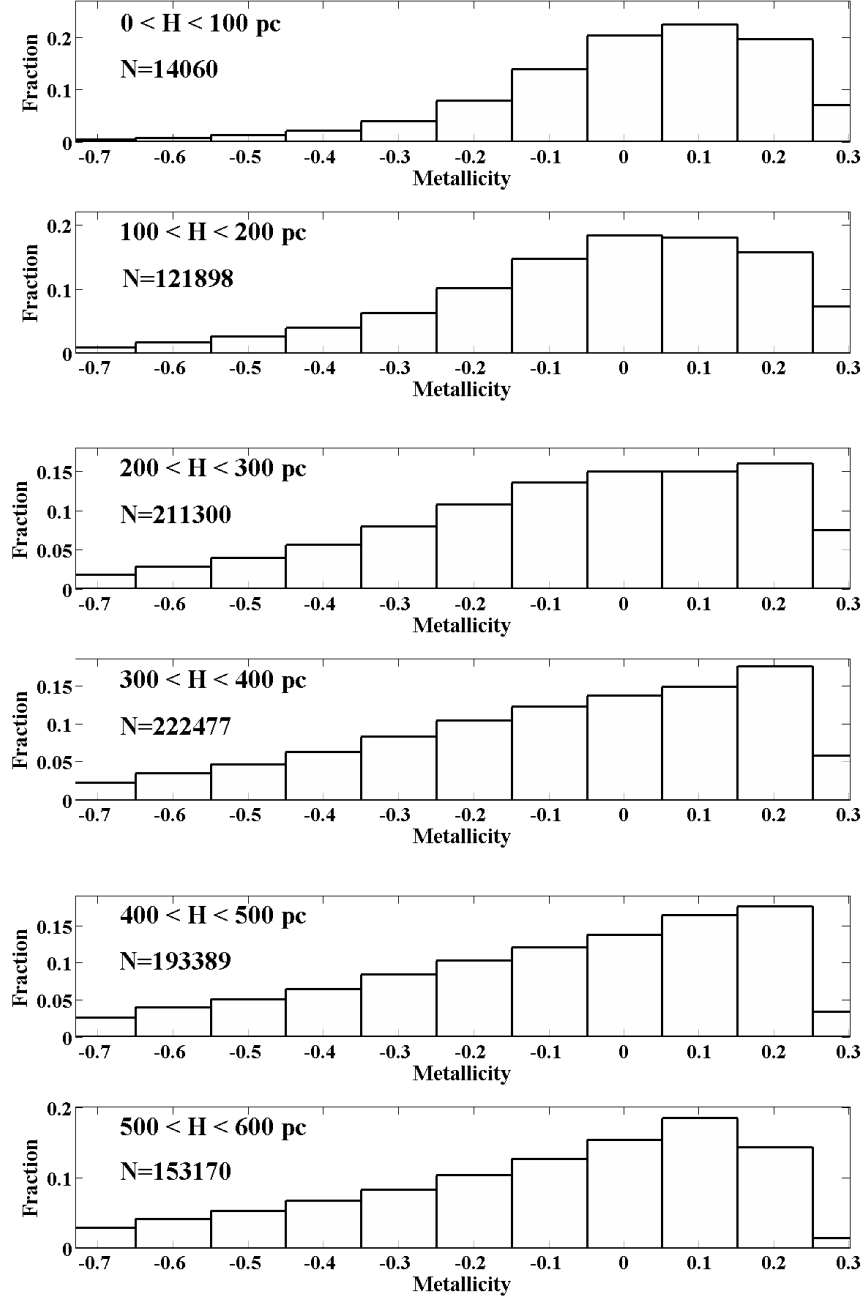 0 < H < 100 pc
N=14060
Fraction
0.2
0.1
0
-0.7 -0.6 -0.5 -0.4 -0.3 -0.2 -0.1 0 0.1 0.2 0.3
Metallicity
100 < H < 200 pc
N=121898
Fraction
0.2
0.1
0
-0.7 -0.6 -0.5 -0.4 -0.3 -0.2 -0.1 0 0.1 0.2 0.3
Metallicity
200 < H < 300 pc
N=211300
Fraction
0.15
0.1
0.05
0
-0.7 -0.6 -0.5 -0.4 -0.3 -0.2 -0.1 0 0.1 0.2 0.3
Metallicity
300 < H < 400 pc
N=222477
Fraction
0.15
0.1
0.05
0
-0.7 -0.6 -0.5 -0.4 -0.3 -0.2 -0.1 0 0.1 0.2 0.3
Metallicity
400 < H < 500 pc
N=193389
Fraction
0.15
0.1
0.05
0
-0.7 -0.6 -0.5 -0.4 -0.3 -0.2 -0.1 0 0.1 0.2 0.3
Metallicity
500 < H < 600 pc
N=153170
Fraction
0.2
0.1
0
-0.7 -0.6 -0.5 -0.4 -0.3 -0.2 -0.1 0 0.1 0.2 0.3
Metallicity